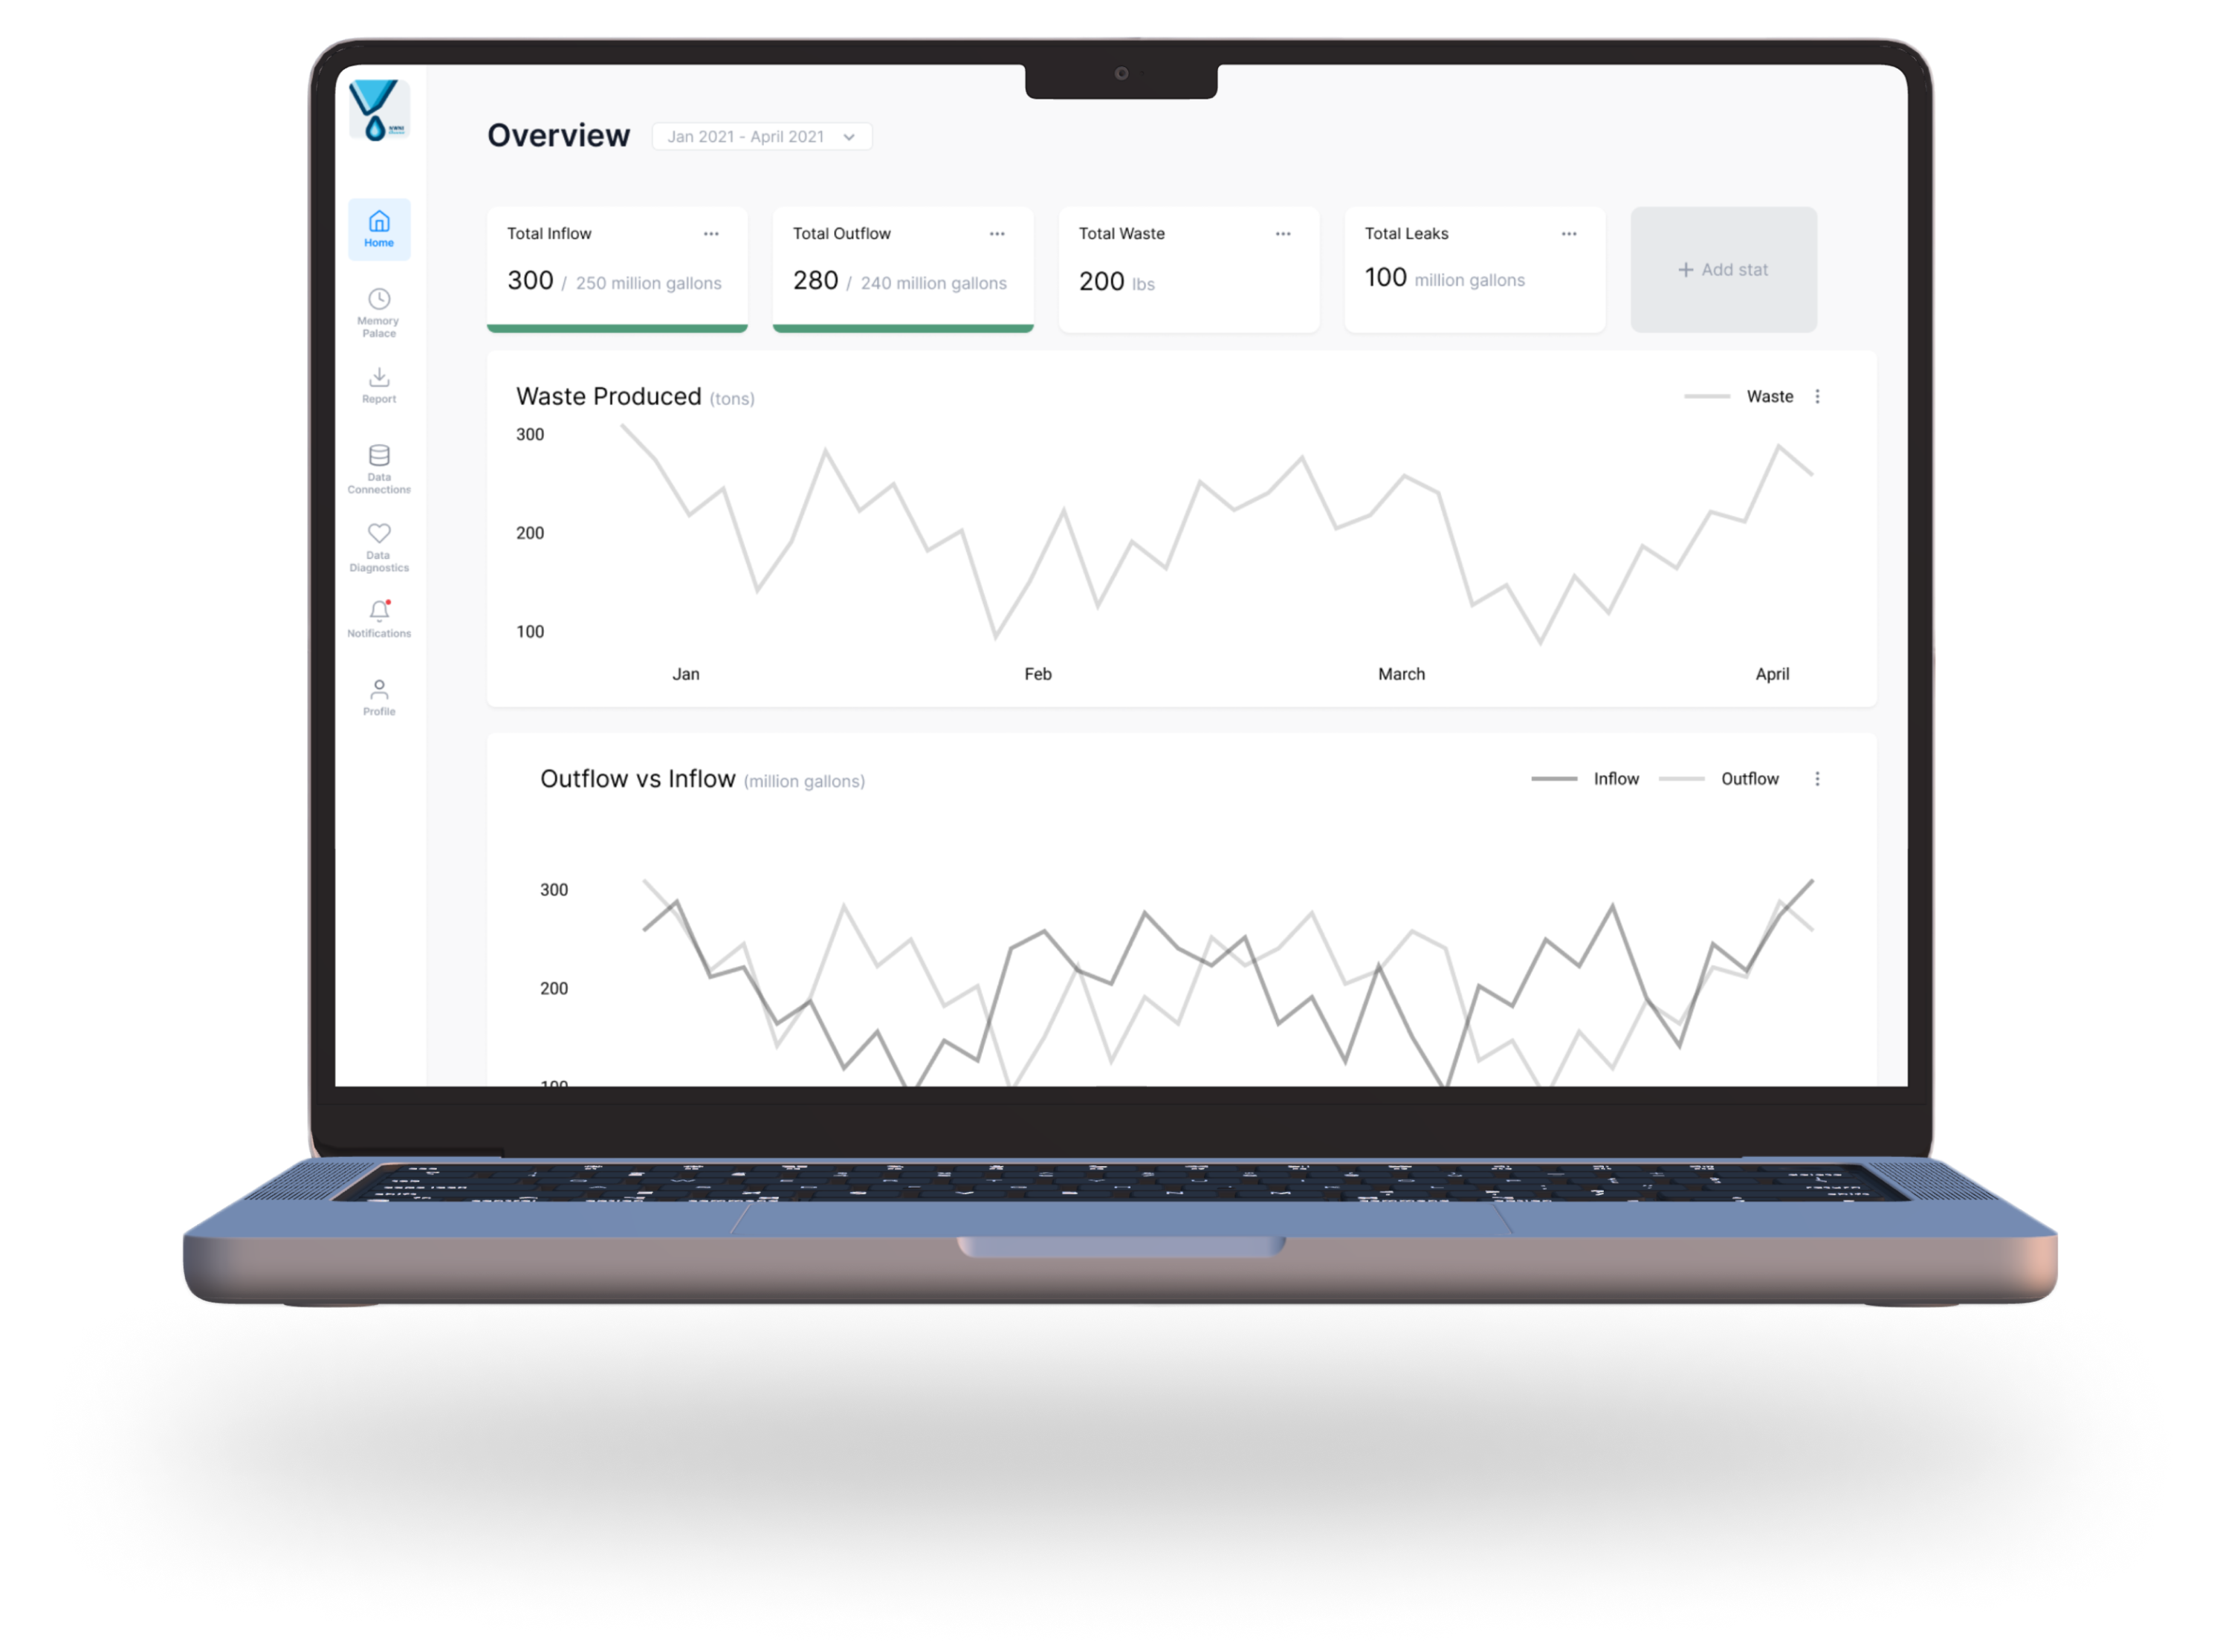 Overview
Jan 2021 - April 2021
Home
Memory
Palace
Report
Data
Connections
Data
Diagnostics
Notifications
Profile
Total Inflow
300 / 250 million gallons
Total Outflow
280 / 240 million gallons
Total Waste
200 lbs
Total Leaks
100 million gallons
+ Add stat
Waste Produced (tons)
Waste
300
200
100
Jan Feb March April
Outflow vs Inflow (million gallons)
Inflow Outflow
300
200
100